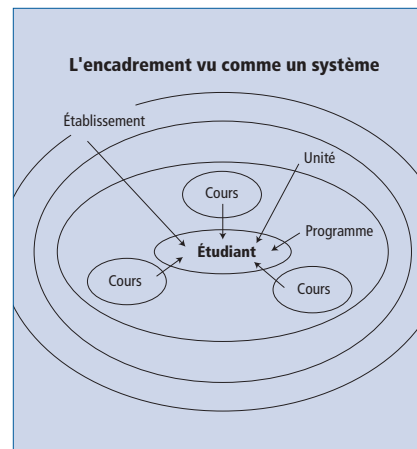 L'encadrement vu comme un système
Établissement
Unité
Cours
Programme
Étudiant
Cours
Cours